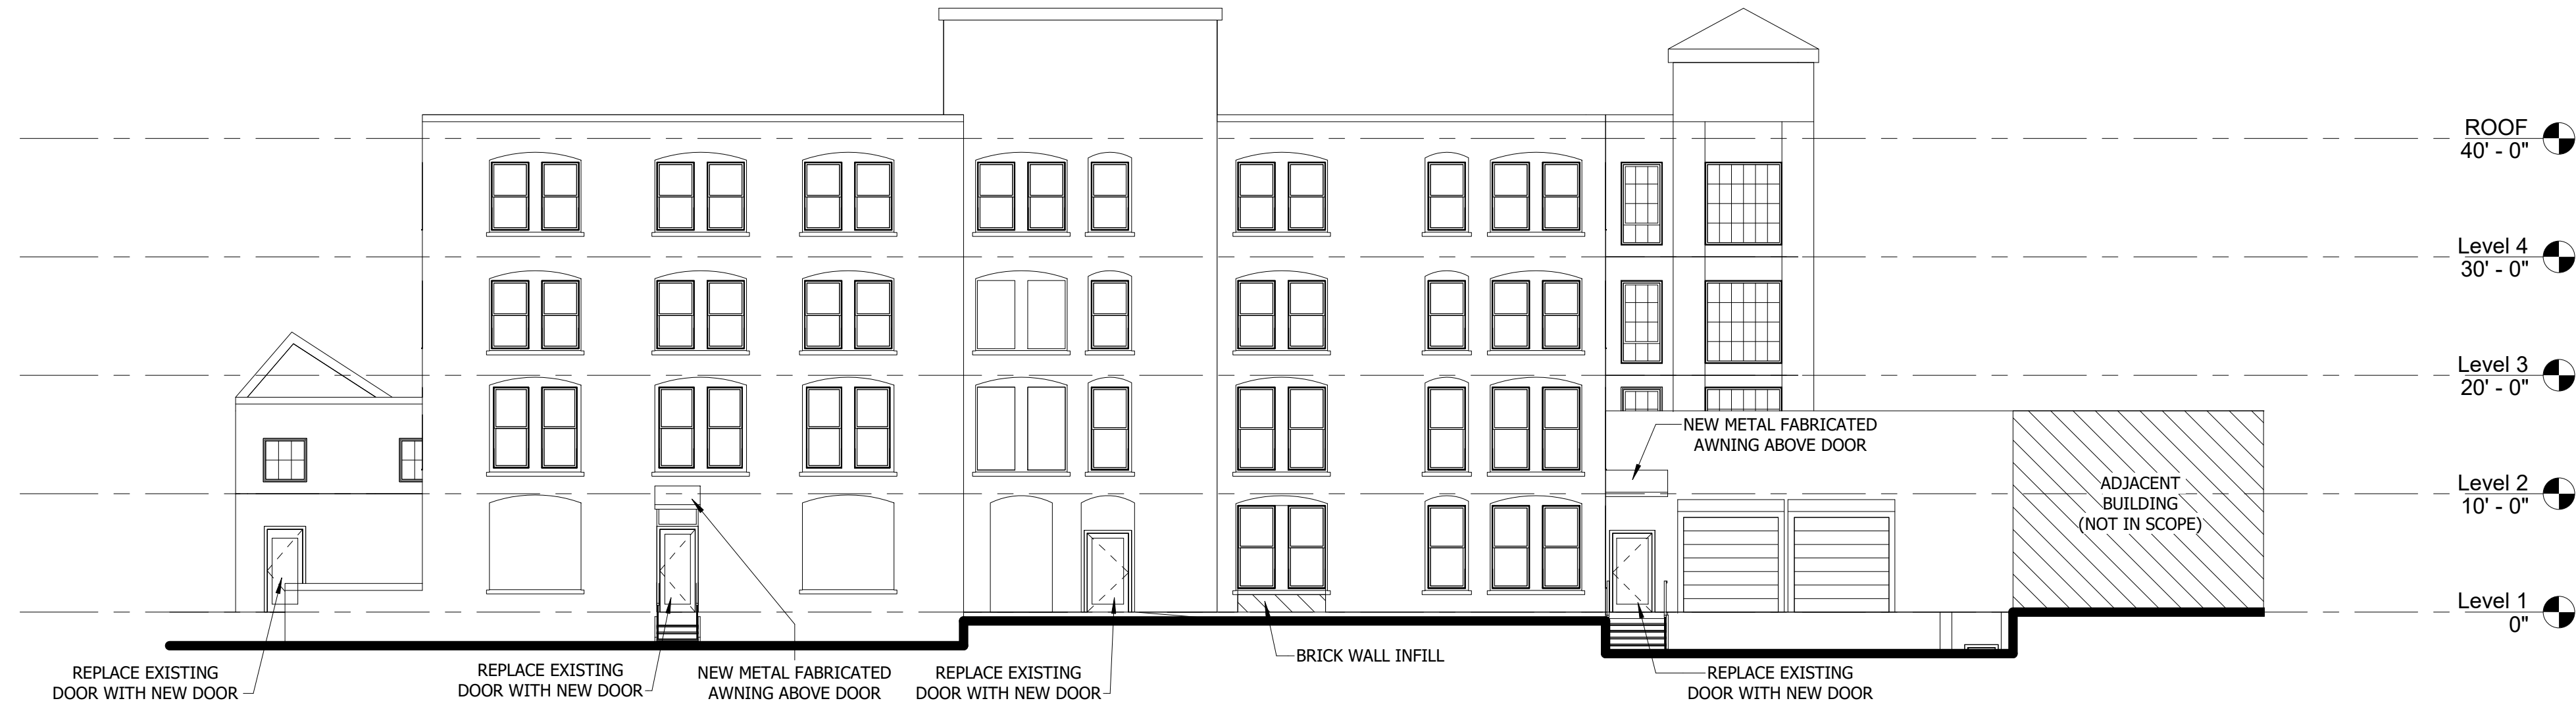 ROOF
40' - 0"
Level 4
30' - 0"
Level 3
20' - 0"
NEW METAL FABRICATED
AWNING ABOVE DOOR
ADJACENT
BUILDING
(NOT IN SCOPE)
Level 2
10' - 0"
Level 1
0"
REPLACE EXISTING
DOOR WITH NEW DOOR
REPLACE EXISTING
DOOR WITH NEW DOOR
NEW METAL FABRICATED
AWNING ABOVE DOOR
REPLACE EXISTING
DOOR WITH NEW DOOR
BRICK WALL INFILL
REPLACE EXISTING
DOOR WITH NEW DOOR